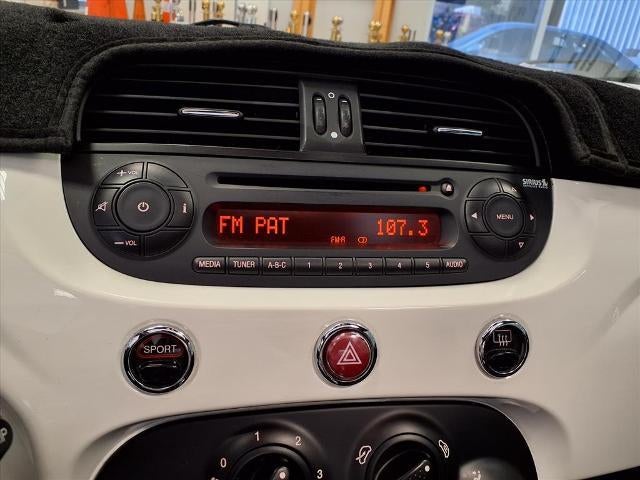 SIRIUS
+ VOL
i
MENU
FM PAT 107.3
FM-A
- VOL
MEDIA TUNER A-B-C 1 2 3 4 5 AUDIO
SPORT
0 1 2 3